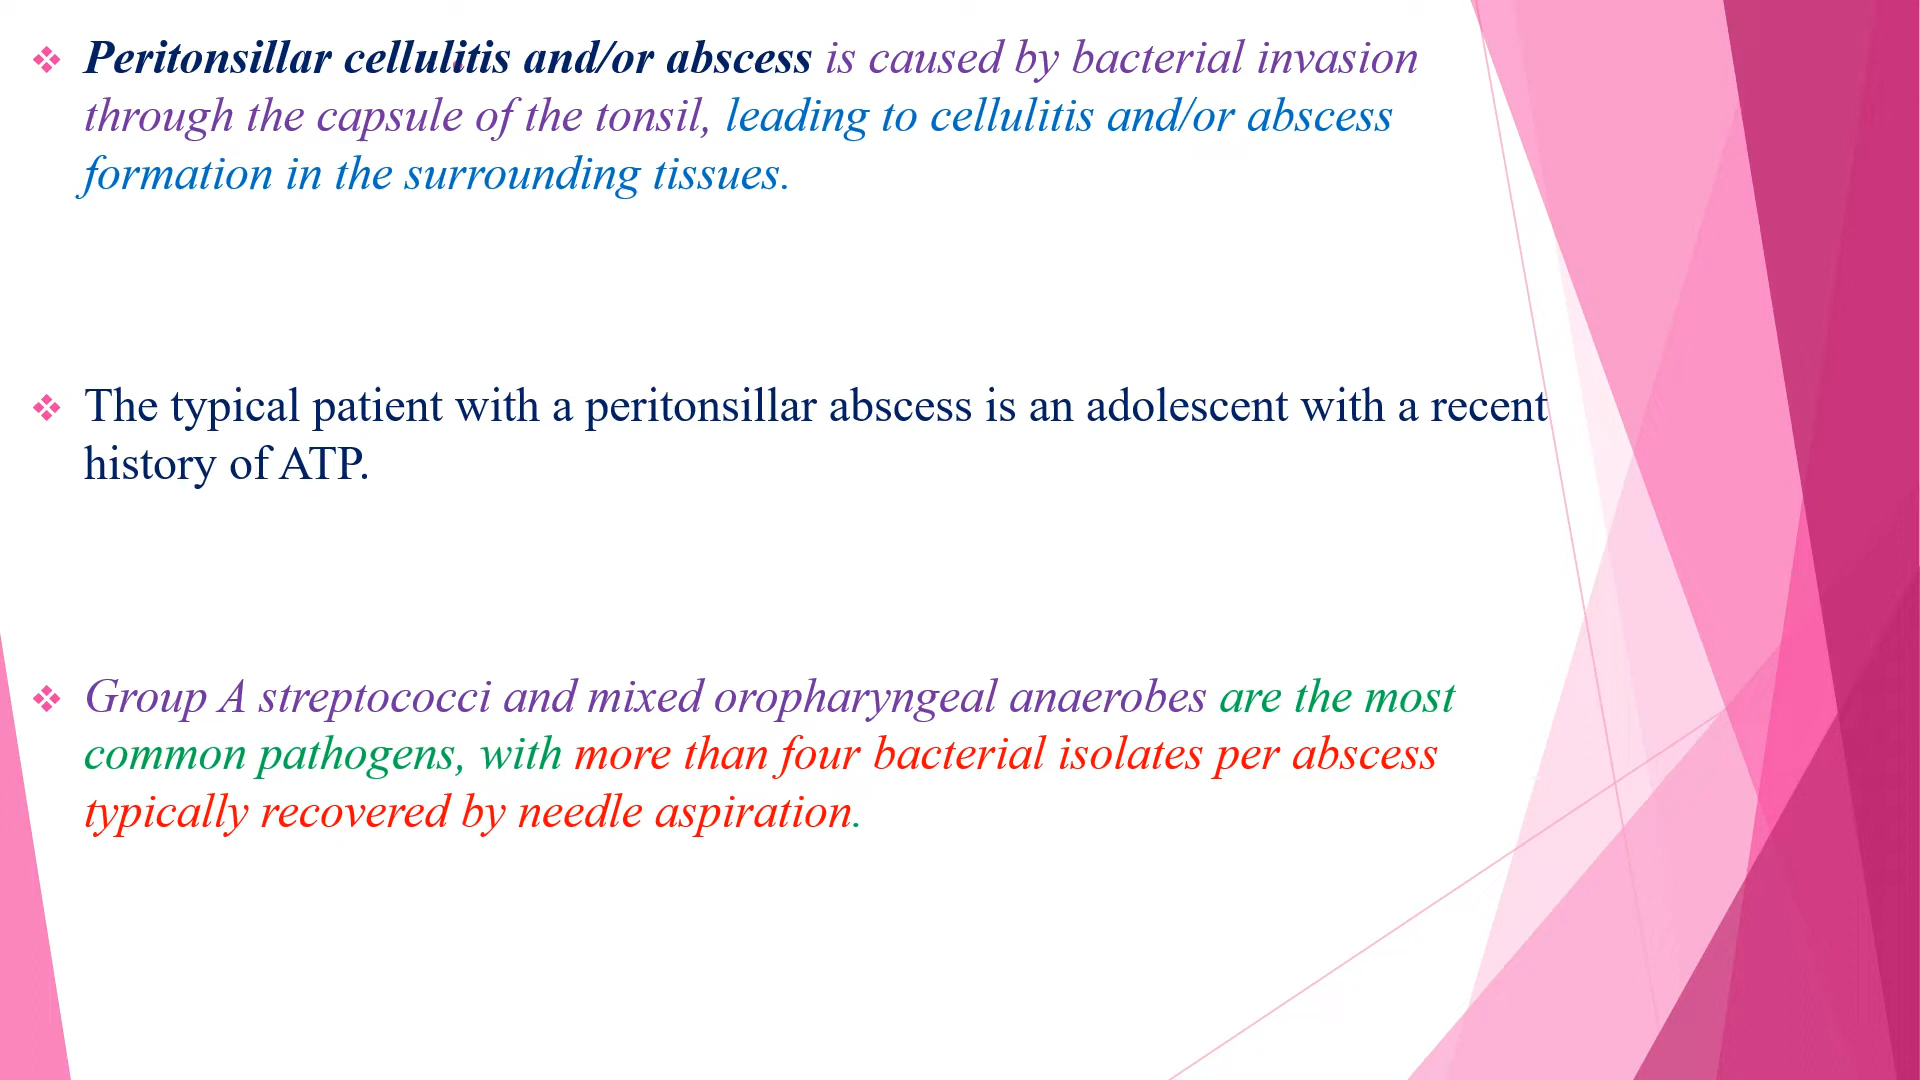 Peritonsillar cellulitis and/or abscess is caused by bacterial invasion
through the capsule of the tonsil, leading to cellulitis and/or abscess
formation in the surrounding tissues.
The typical patient with a peritonsillar abscess is an adolescent with a recent
history of ATP.
Group A streptococci and mixed oropharyngeal anaerobes are the most
common pathogens, with more than four bacterial isolates per abscess
typically recovered by needle aspiration.